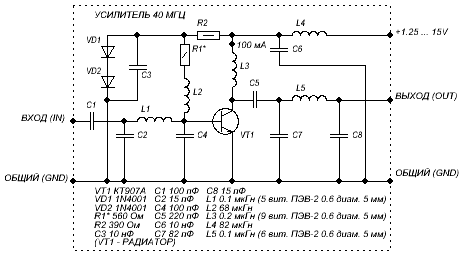 УСИЛИТЕЛЬ 40 МГЦ
R2
L4
+1.25 ... 15V
VD1
R1*
100 мА
C6
VD2
C3
L3
L2
C5
L5
ВЫХОД (OUT)
C1
L1
ВХОД (IN)
C2
C4
VT1
C7
C8
ОБЩИЙ (GND)
ОБЩИЙ (GND)
VT1 КТ907А C1 100 пФ C8 15 пФ
VD1 1N4001 C2 15 пФ L1 0.1 мкГн (5 вит. ПЭВ-2 0.6 диам. 5 мм)
VD2 1N4001 C4 100 пФ L2 68 мкГн
R1* 560 Ом C5 220 пФ L3 0.2 мкГн (9 вит. ПЭВ-2 0.6 диам. 5 мм)
R2 390 Ом C6 10 нФ L4 82 мкГн
C3 10 нФ C7 82 пФ L5 0.1 мкГн (6 вит. ПЭВ-2 0.6 диам. 5 мм)
(VT1 - РАДИАТОР)